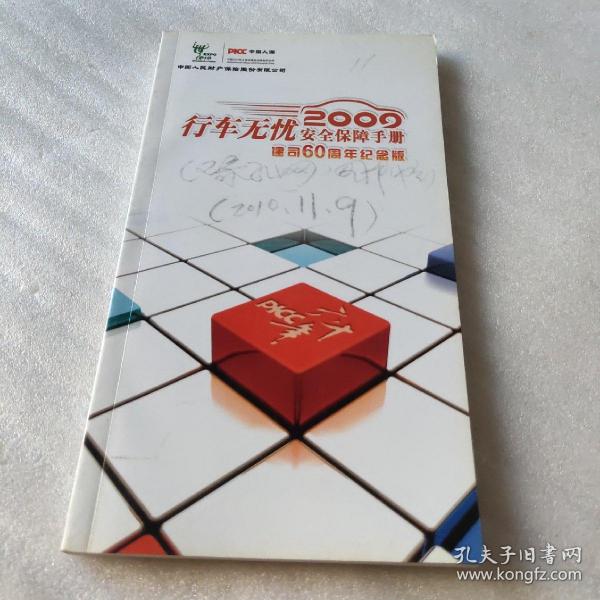 EXPO
PICC 中国人保
中国人民财产保险股份有限公司
行车无忧 2009
安全保障手册
建司60周年纪念版
(2010.11.9)
PICC 六十年
孔夫子旧书网
www.kongfz.com